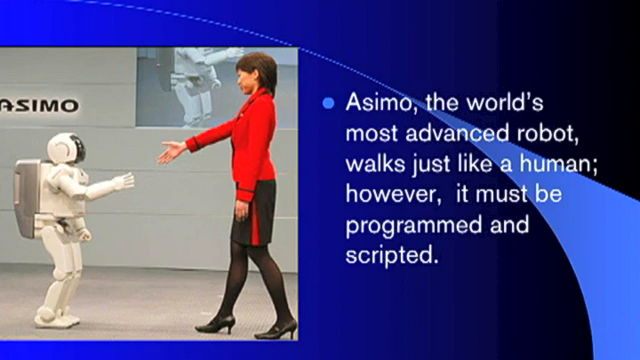 ASIMO
Asimo, the world's
most advanced robot,
walks just like a human;
however, it must be
programmed and
scripted.